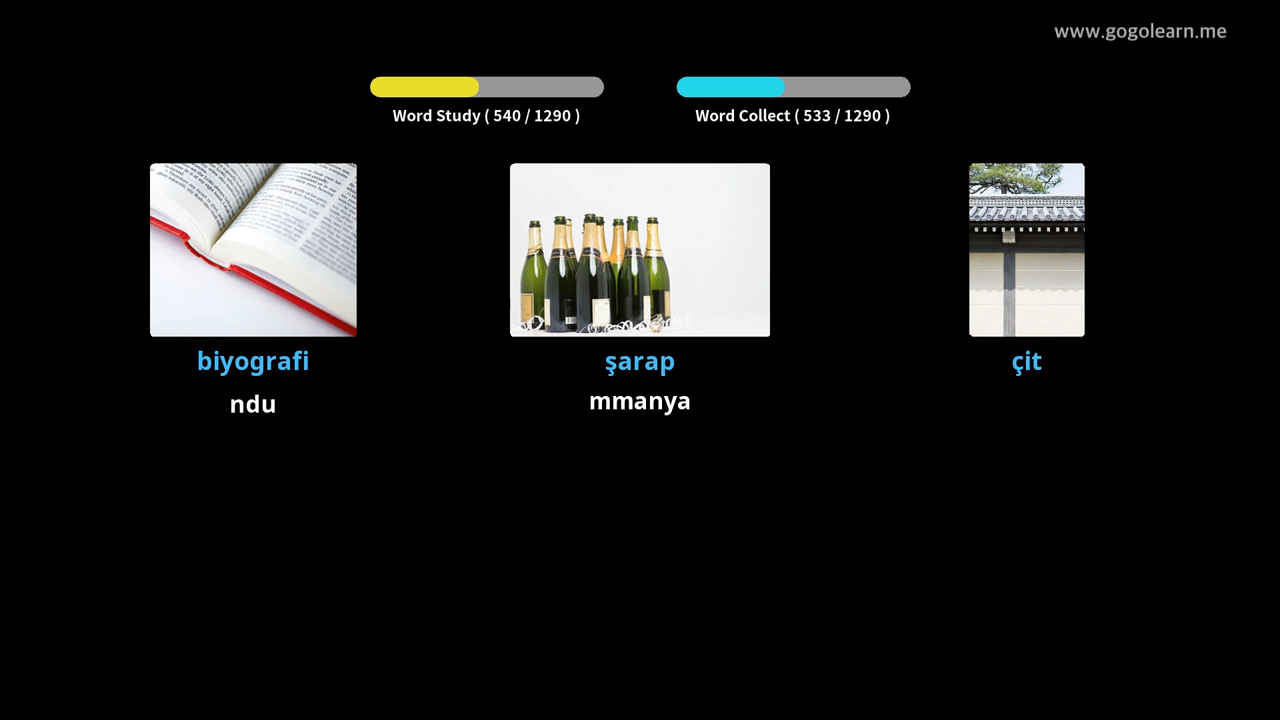 www.gogolearn.me
Word Study ( 540 / 1290 )
Word Collect ( 533 / 1290 )
biyografi
şarap
çit
ndu
mmanya